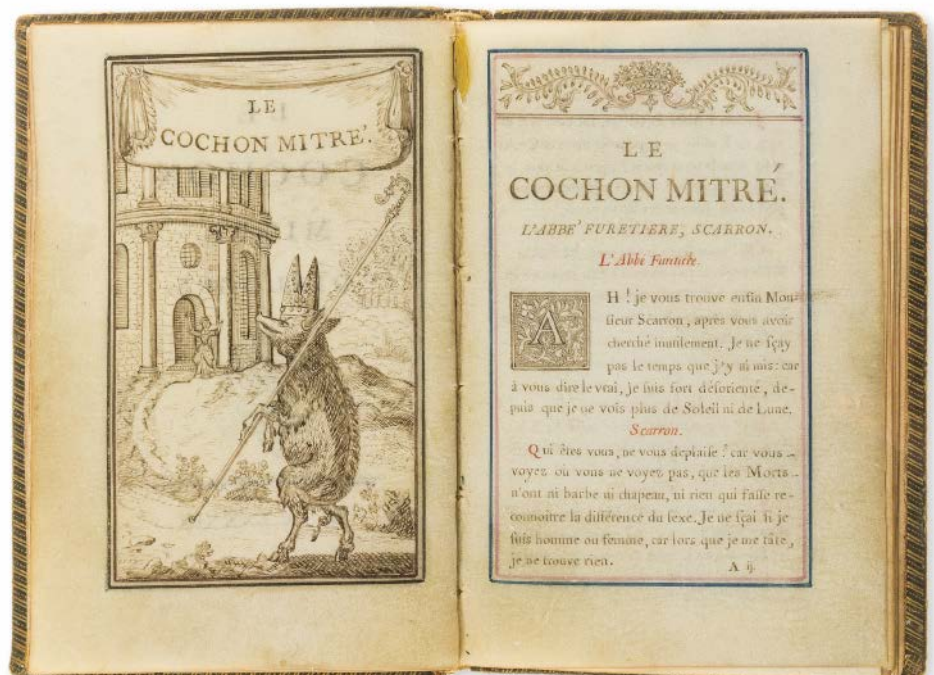 LE
COCHON MITRÉ.
LE
COCHON MITRÉ.
L'ABBÉ FURETIERE, SCARRON.
L'Abbé Furetiere.
AH ! je vous trouve enfin Mon-
sieur Scarron, après vous avoir
cherché inutilement. Je ne sçay
pas le temps que j'y ai mis : car
à vous dire le vrai, je suis fort désorienté, de-
puis que je ne vois plus de Soleil ni de Lune.
Scarron.
Qui êtes vous, ne vous deplaise ? car vous
voyez ou vous ne voyez pas, que les Morts
n'ont ni barbe ni chapeau, ni rien qui fasse re-
connoitre la différence du sexe. Je ne sçai si je
suis homme ou femme, car lors que je me tâte,
je ne trouve rien.
A ij.